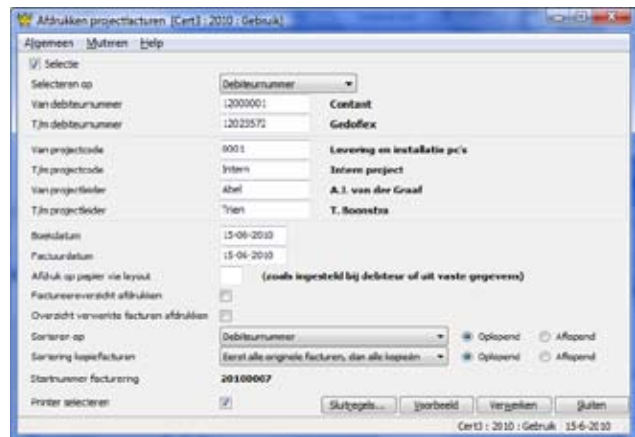 Afdrukken projectfacturen [Cert3 : 2010 : Gebruik]
Algemeen Muteren Help
Selectie
Selecteren op Debiteurnummer
Van debiteurnummer 12000001 Contant
T/m debiteurnummer 12023572 Gedoflex
Van projectcode 0001 Levering en installatie pc's
T/m projectcode Intern Intern project
Van projectleider Abel A.J. van der Graaf
T/m projectleider Trien T. Boonstra
Boekdatum 15-06-2010
Factuurdatum 15-06-2010
Afdruk op papier via layout (zoals ingesteld bij debiteur of uit vaste gegevens)
Factureeroverzicht afdrukken
Overzicht verwerkte facturen afdrukken
Sorteren op Debiteurnummer Oplopend Aflopend
Sortering kopiefacturen Eerst alle originele facturen, dan alle kopieën Oplopend Aflopend
Startnummer facturering 20100007
Printer selecteren Sluitregels... Voorbeeld Verwerken Sluiten
Cert3 : 2010 : Gebruik 15-6-2010